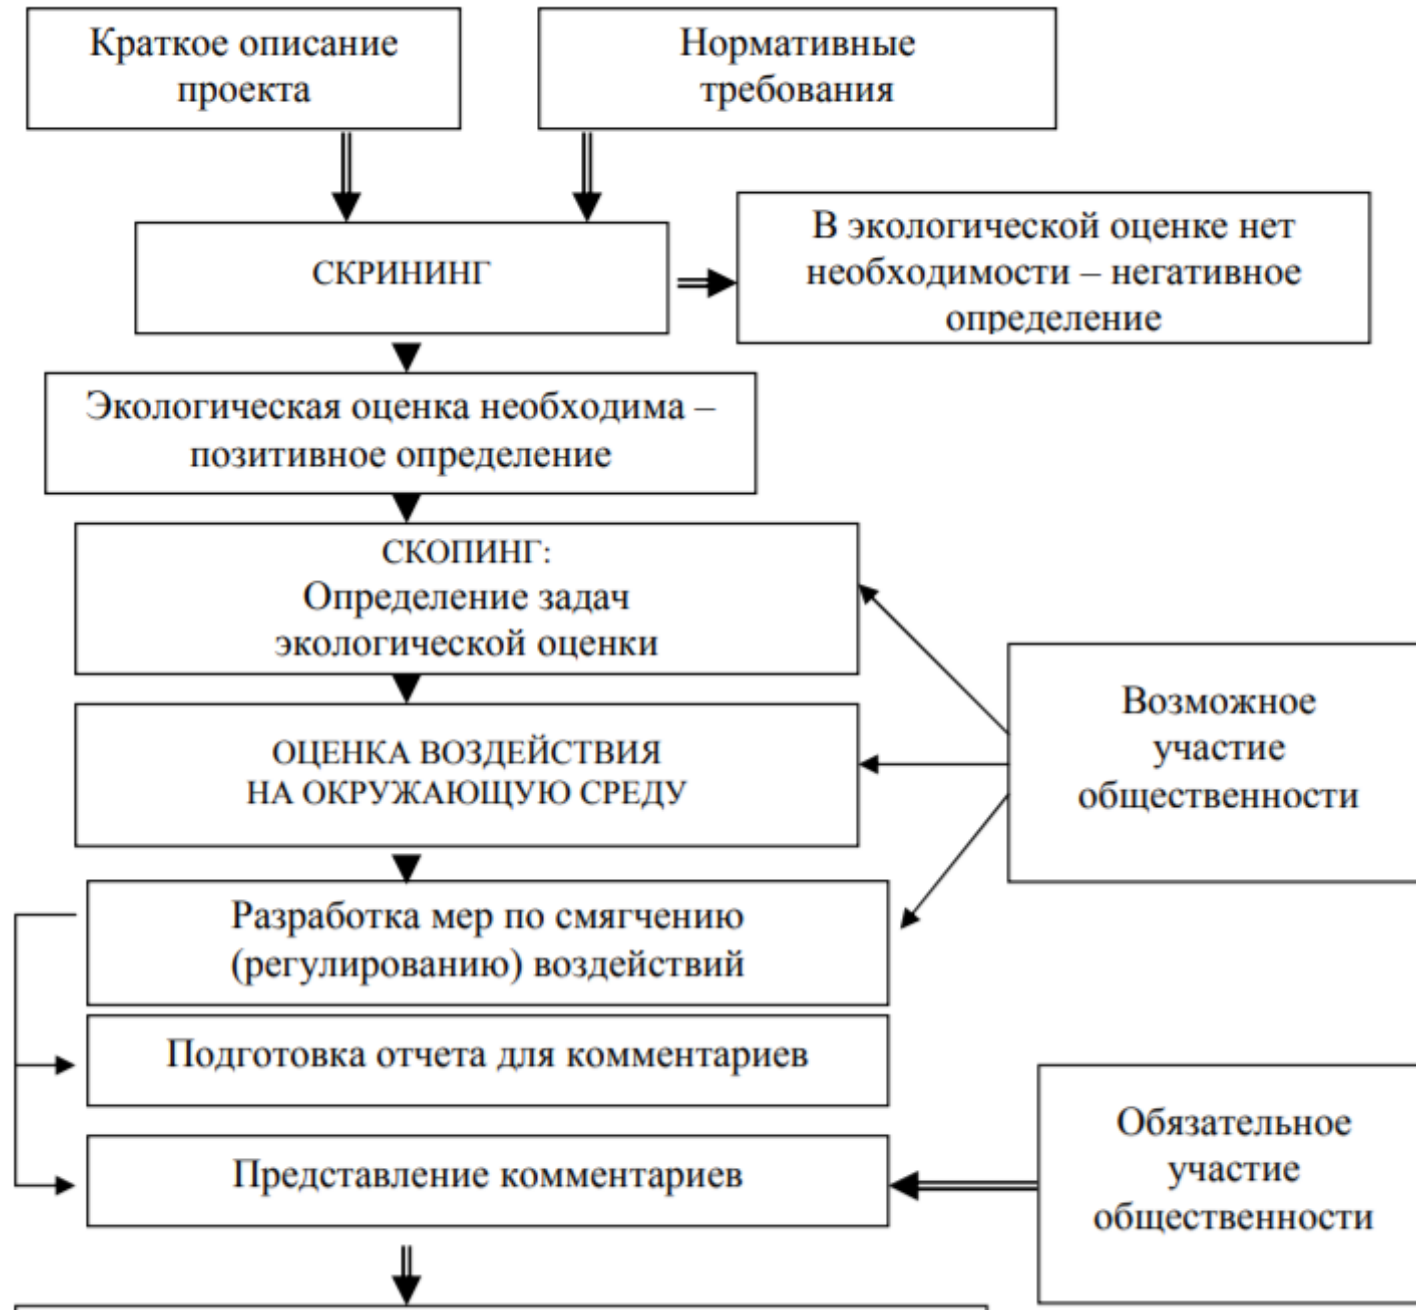 Краткое описание
проекта
Нормативные
требования
СКРИНИНГ
В экологической оценке нет
необходимости – негативное
определение
Экологическая оценка необходима –
позитивное определение
СКОПИНГ:
Определение задач
экологической оценки
ОЦЕНКА ВОЗДЕЙСТВИЯ
НА ОКРУЖАЮЩУЮ СРЕДУ
Возможное
участие
общественности
Разработка мер по смягчению
(регулированию) воздействий
Подготовка отчета для комментариев
Представление комментариев
Обязательное
участие
общественности